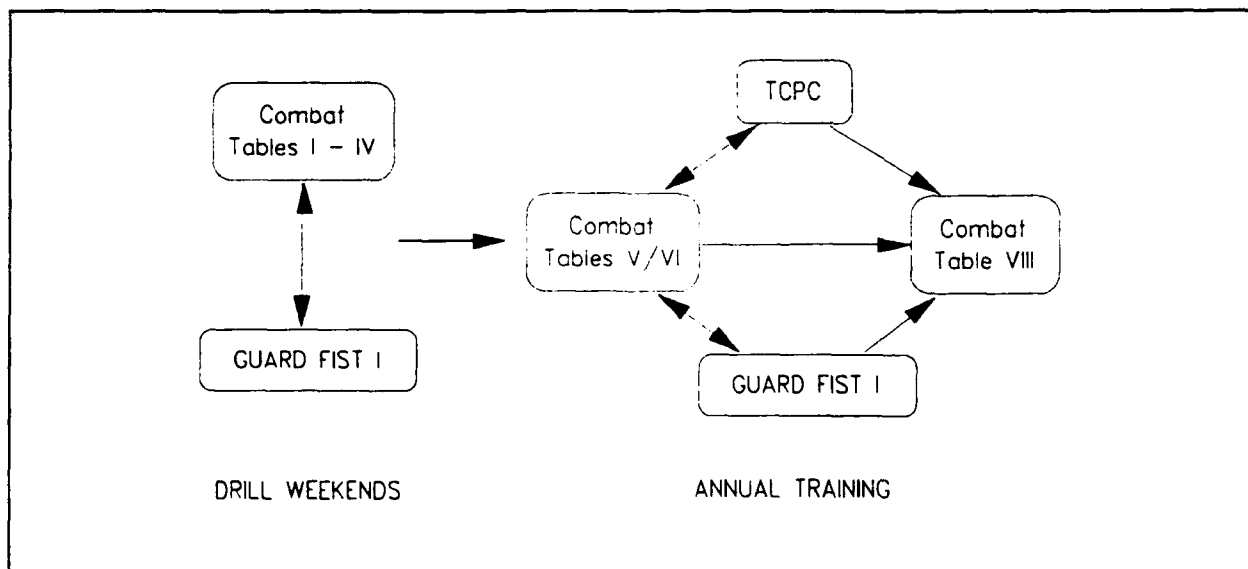 Combat
Tables I - IV
GUARD FIST I
DRILL WEEKENDS
TCPC
Combat
Tables V/VI
Combat
Table VIII
GUARD FIST I
ANNUAL TRAINING